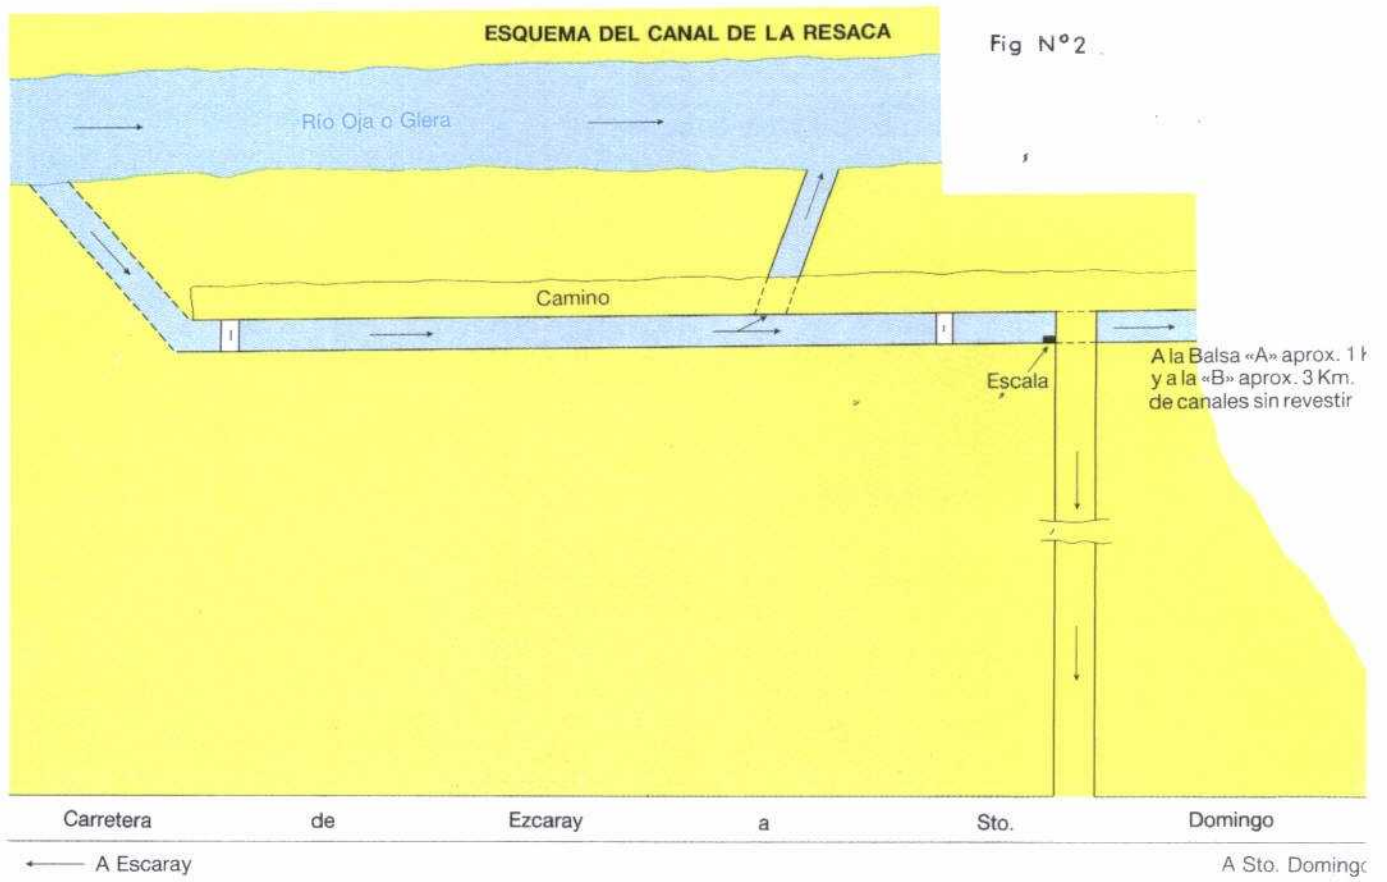 ESQUEMA DEL CANAL DE LA RESACA
Fig Nº2
Río Oja o Glera
Camino
Escala
A la Balsa «A» aprox. 1
y a la «B» aprox. 3 Km.
de canales sin revestir
Carretera de Ezcaray a Sto. Domingo
A Escaray
A Sto. Doming